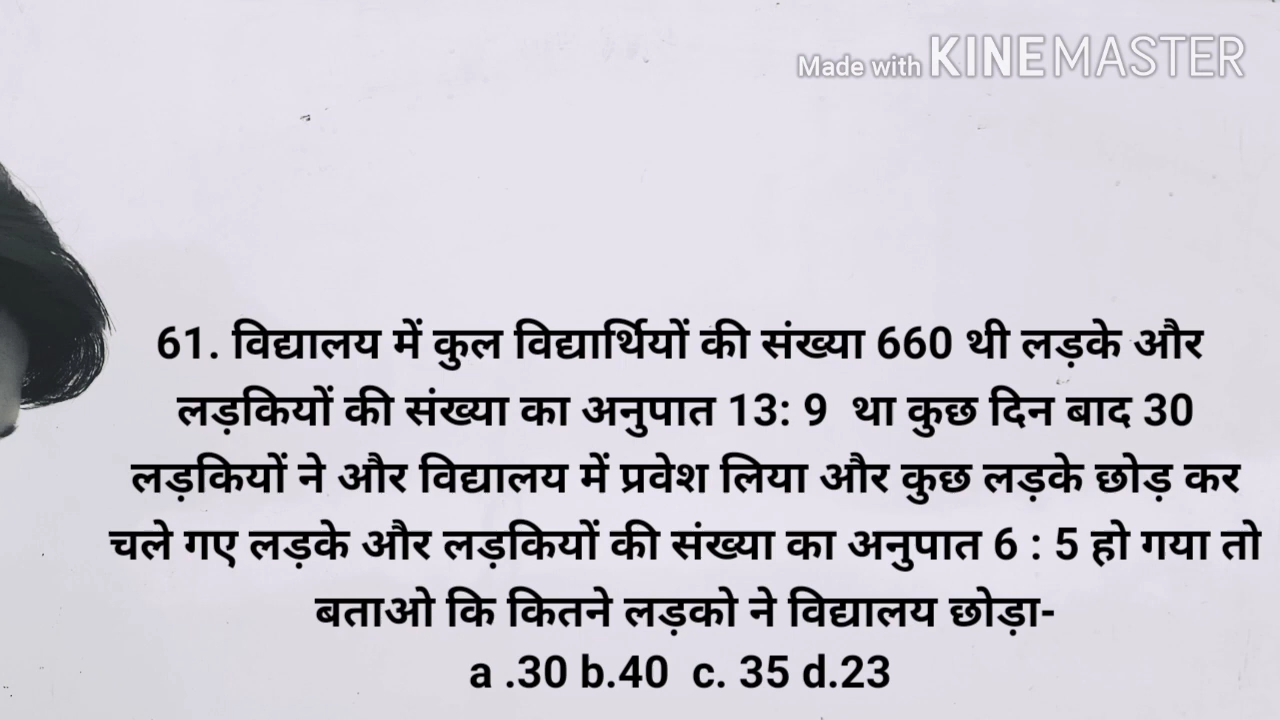 Made with KINEMASTER
61. विद्यालय में कुल विद्यार्थियों की संख्या 660 थी लड़के और
लड़कियों की संख्या का अनुपात 13: 9 था कुछ दिन बाद 30
लड़कियों ने और विद्यालय में प्रवेश लिया और कुछ लड़के छोड़ कर
चले गए लड़के और लड़कियों की संख्या का अनुपात 6 : 5 हो गया तो
बताओ कि कितने लड़को ने विद्यालय छोड़ा-
a .30 b.40 c. 35 d.23